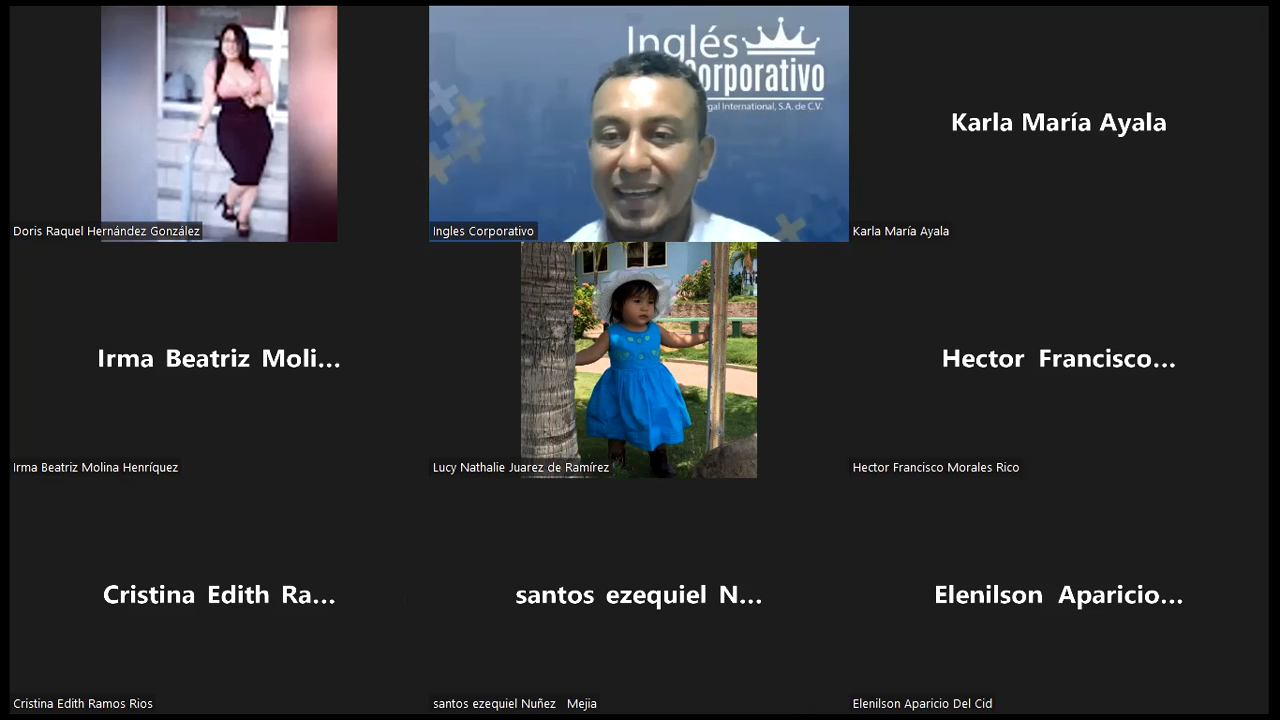 Inglés
Corporativo
egal International, S.A. de C.V.
Karla María Ayala
Doris Raquel Hernández González
Ingles Corporativo
Karla María Ayala
Irma Beatriz Moli...
Hector Francisco...
Irma Beatriz Molina Henríquez
Lucy Nathalie Juarez de Ramírez
Hector Francisco Morales Rico
Cristina Edith Ra...
santos ezequiel N...
Elenilson Aparicio...
Cristina Edith Ramos Rios
santos ezequiel Nuñez Mejia
Elenilson Aparicio Del Cid